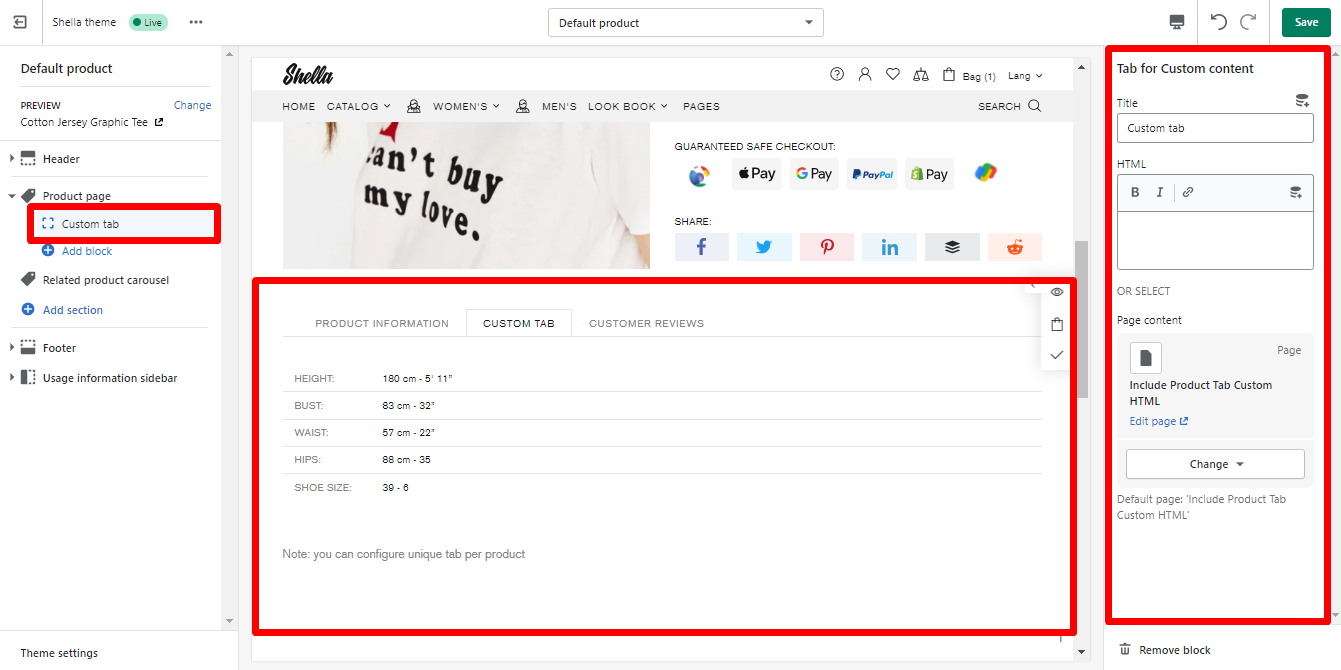 Shella theme
Live
Default product
Save
Default product
PREVIEW
Change
Cotton Jersey Graphic Tee
Header
Product page
Custom tab
Add block
Related product carousel
Add section
Footer
Usage information sidebar
Theme settings
Shella
Bag (1)
Lang
HOME
CATALOG
WOMEN'S
MEN'S
LOOK BOOK
PAGES
SEARCH
can't buy
my love.
GUARANTEED SAFE CHECKOUT:
Pay
G Pay
PayPal
Pay
SHARE:
PRODUCT INFORMATION
CUSTOM TAB
CUSTOMER REVIEWS
HEIGHT: 180 cm - 5' 11”
BUST: 83 cm - 32”
WAIST: 57 cm - 22”
HIPS: 88 cm - 35
SHOE SIZE: 39 - 6
Note: you can configure unique tab per product
Tab for Custom content
Title
Custom tab
HTML
B I
OR SELECT
Page content
Page
Include Product Tab Custom
HTML
Edit page
Change
Default page: 'Include Product Tab
Custom HTML'
Remove block